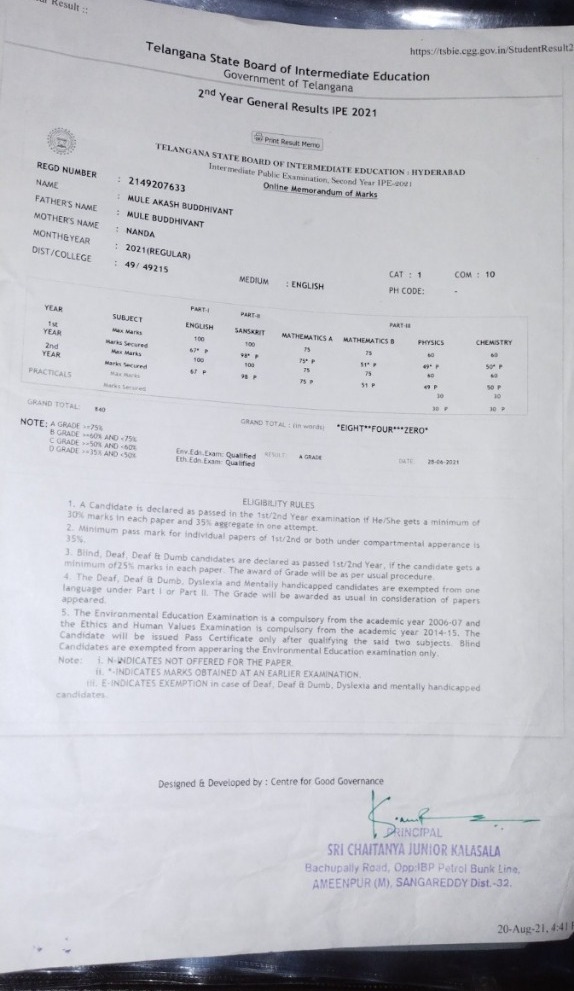 Result ::
https://tsbie.cgg.gov.in/StudentResult2
Telangana State Board of Intermediate Education
Government of Telangana
2nd Year General Results IPE 2021
Print Result Memo
TELANGANA STATE BOARD OF INTERMEDIATE EDUCATION : HYDERABAD
Intermediate Public Examination, Second Year IPE-2021
Online Memorandum of Marks
REGD NUMBER : 2149207633
NAME : MULE AKASH BUDDHIVANT
FATHER'S NAME : MULE BUDDHIVANT
MOTHER'S NAME : NANDA
MONTH&YEAR : 2021(REGULAR)
DIST/COLLEGE : 49/ 49215
MEDIUM : ENGLISH
CAT : 1 COM : 10
PH CODE: -
PART-I PART-II PART-III
YEAR SUBJECT ENGLISH SANSKRIT MATHEMATICS A MATHEMATICS B PHYSICS CHEMISTRY
1st YEAR Max Marks 100 100 75 75 60 60
Marks Secured 67* P 98* P 75* P 51* P 49* P 50* P
2nd YEAR Max Marks 100 100 75 75 60 60
Marks Secured 67 P 98 P 75 P 51 P 49 P 50 P
PRACTICALS Max Marks 30 30
Marks Secured 30 P 30 P
GRAND TOTAL: 840
GRAND TOTAL : (in words) *EIGHT**FOUR***ZERO*
NOTE: A GRADE >=75%
B GRADE >=60% AND <75%
C GRADE >=50% AND <60%
D GRADE >=35% AND <50%
Env.Edn.Exam: Qualified RESULT: A GRADE
Eth.Edn.Exam: Qualified
DATE: 28-06-2021
ELIGIBILITY RULES
1. A Candidate is declared as passed in the 1st/2nd Year examination if He/She gets a minimum of
30% marks in each paper and 35% aggregate in one attempt.
2. Minimum pass mark for individual papers of 1st/2nd or both under compartmental apperance is
35%.
3. Blind, Deaf, Deaf & Dumb candidates are declared as passed 1st/2nd Year, if the candidate gets a
minimum of25% marks in each paper. The award of Grade will be as per usual procedure.
4. The Deaf, Deaf & Dumb, Dyslexia and Mentally handicapped candidates are exempted from one
language under Part I or Part II. The Grade will be awarded as usual in consideration of papers
appeared.
5. The Environmental Education Examination is a compulsory from the academic year 2006-07 and
the Ethics and Human Values Examination is compulsory from the academic year 2014-15. The
Candidate will be issued Pass Certificate only after qualifying the said two subjects. Blind
Candidates are exempted from apperaring the Environmental Education examination only.
Note: i. N-INDICATES NOT OFFERED FOR THE PAPER.
ii. *-INDICATES MARKS OBTAINED AT AN EARLIER EXAMINATION.
iii. E-INDICATES EXEMPTION in case of Deaf, Deaf & Dumb, Dyslexia and mentally handicapped
candidates.
Designed & Developed by : Centre for Good Governance
PRINCIPAL
SRI CHAITANYA JUNIOR KALASALA
Bachupally Road, Opp:IBP Petrol Bunk Line,
AMEENPUR (M), SANGAREDDY Dist.-32.
20-Aug-21, 4:41